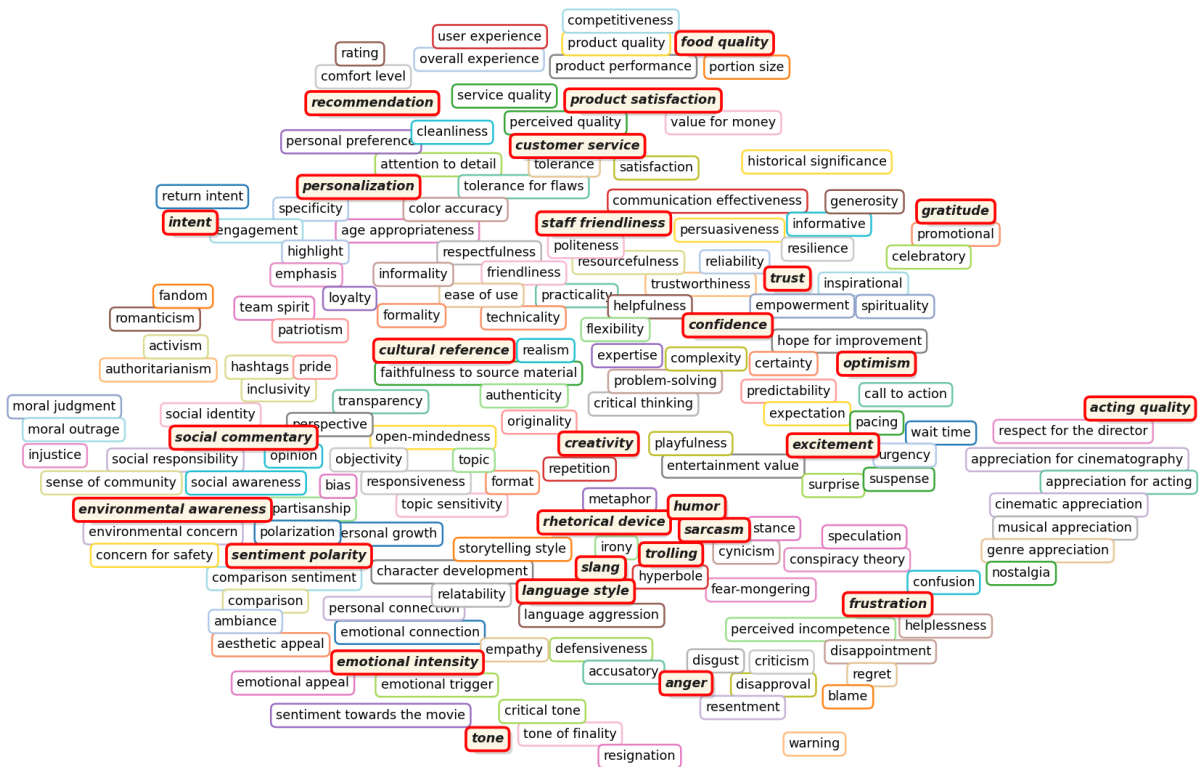 competitiveness
user experience
product quality
food quality
rating
overall experience
product performance
portion size
comfort level
recommendation
service quality
product satisfaction
perceived quality
value for money
personal preference
cleanliness
customer service
attention to detail
tolerance
satisfaction
historical significance
personalization
tolerance for flaws
return intent
communication effectiveness
generosity
specificity
color accuracy
gratitude
intent
engagement
age appropriateness
staff friendliness
persuasiveness
informative
promotional
highlight
respectfulness
politeness
resilience
celebratory
resourcefulness
reliability
emphasis
informality
friendliness
trustworthiness
trust
inspirational
fandom
team spirit
loyalty
ease of use
practicality
helpfulness
empowerment
spirituality
romanticism
patriotism
formality
technicality
flexibility
confidence
hope for improvement
activism
cultural reference
realism
expertise
complexity
certainty
optimism
authoritarianism
hashtags
pride
faithfulness to source material
problem-solving
inclusivity
authenticity
critical thinking
predictability
call to action
moral judgment
social identity
transparency
expectation
acting quality
moral outrage
perspective
originality
pacing
wait time
respect for the director
social commentary
open-mindedness
creativity
playfulness
excitement
injustice
social responsibility
opinion
objectivity
topic
repetition
entertainment value
urgency
appreciation for cinematography
sense of community
social awareness
bias
responsiveness
format
surprise
suspense
appreciation for acting
environmental awareness
partisanship
topic sensitivity
metaphor
humor
cinematic appreciation
environmental concern
polarization
personal growth
rhetorical device
sarcasm
stance
speculation
musical appreciation
concern for safety
sentiment polarity
storytelling style
irony
trolling
cynicism
conspiracy theory
genre appreciation
comparison sentiment
character development
slang
hyperbole
fear-mongering
confusion
nostalgia
comparison
personal connection
relatability
language style
frustration
ambiance
emotional connection
language aggression
perceived incompetence
helplessness
aesthetic appeal
empathy
defensiveness
disappointment
emotional intensity
accusatory
disgust
criticism
regret
emotional appeal
emotional trigger
anger
disapproval
blame
sentiment towards the movie
critical tone
resentment
tone
tone of finality
warning
resignation